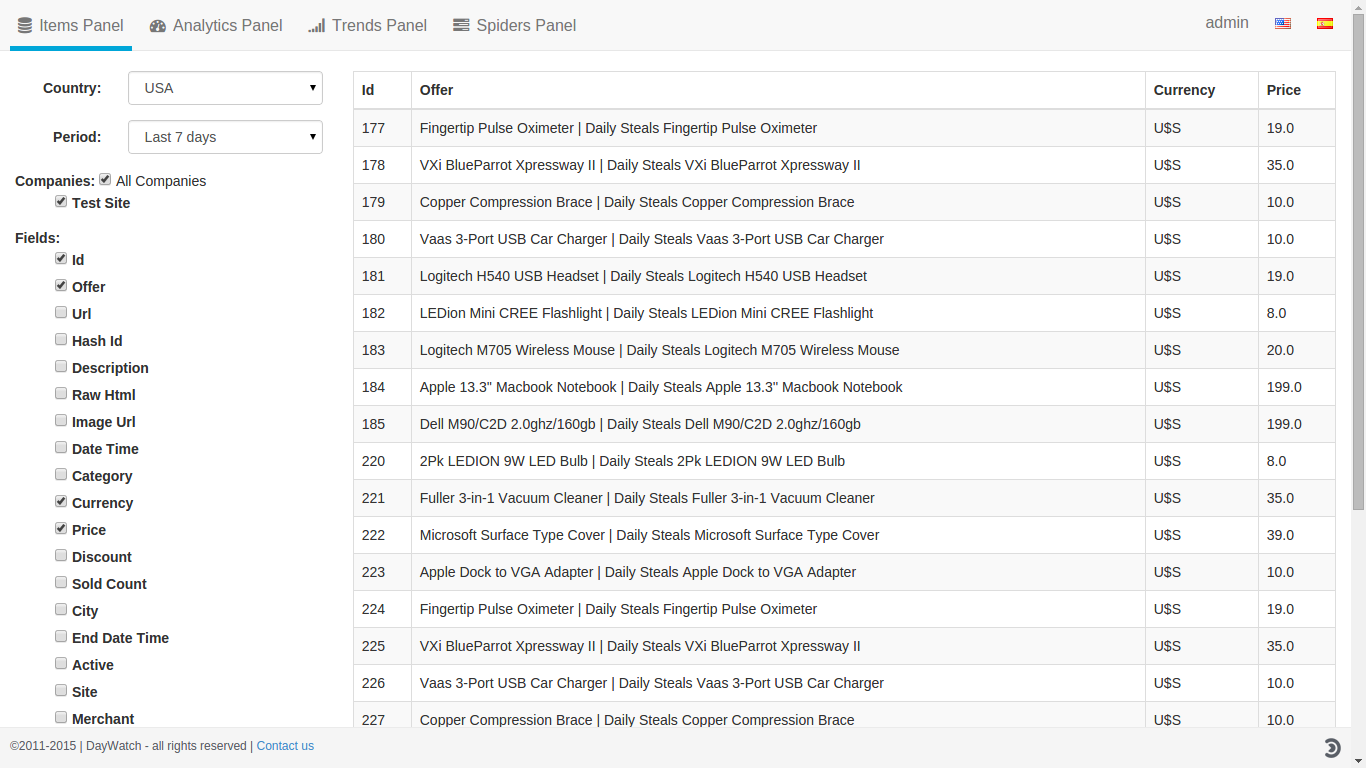 Items Panel Analytics Panel Trends Panel Spiders Panel admin
Country: USA
Period: Last 7 days
Companies: All Companies
Test Site
Fields:
Id
Offer
Url
Hash Id
Description
Raw Html
Image Url
Date Time
Category
Currency
Price
Discount
Sold Count
City
End Date Time
Active
Site
Merchant
Id Offer Currency Price
177 Fingertip Pulse Oximeter | Daily Steals Fingertip Pulse Oximeter U$S 19.0
178 VXi BlueParrot Xpressway II | Daily Steals VXi BlueParrot Xpressway II U$S 35.0
179 Copper Compression Brace | Daily Steals Copper Compression Brace U$S 10.0
180 Vaas 3-Port USB Car Charger | Daily Steals Vaas 3-Port USB Car Charger U$S 10.0
181 Logitech H540 USB Headset | Daily Steals Logitech H540 USB Headset U$S 19.0
182 LEDion Mini CREE Flashlight | Daily Steals LEDion Mini CREE Flashlight U$S 8.0
183 Logitech M705 Wireless Mouse | Daily Steals Logitech M705 Wireless Mouse U$S 20.0
184 Apple 13.3" Macbook Notebook | Daily Steals Apple 13.3" Macbook Notebook U$S 199.0
185 Dell M90/C2D 2.0ghz/160gb | Daily Steals Dell M90/C2D 2.0ghz/160gb U$S 199.0
220 2Pk LEDION 9W LED Bulb | Daily Steals 2Pk LEDION 9W LED Bulb U$S 8.0
221 Fuller 3-in-1 Vacuum Cleaner | Daily Steals Fuller 3-in-1 Vacuum Cleaner U$S 35.0
222 Microsoft Surface Type Cover | Daily Steals Microsoft Surface Type Cover U$S 39.0
223 Apple Dock to VGA Adapter | Daily Steals Apple Dock to VGA Adapter U$S 10.0
224 Fingertip Pulse Oximeter | Daily Steals Fingertip Pulse Oximeter U$S 19.0
225 VXi BlueParrot Xpressway II | Daily Steals VXi BlueParrot Xpressway II U$S 35.0
226 Vaas 3-Port USB Car Charger | Daily Steals Vaas 3-Port USB Car Charger U$S 10.0
227 Copper Compression Brace | Daily Steals Copper Compression Brace U$S 10.0
©2011-2015 | DayWatch - all rights reserved | Contact us